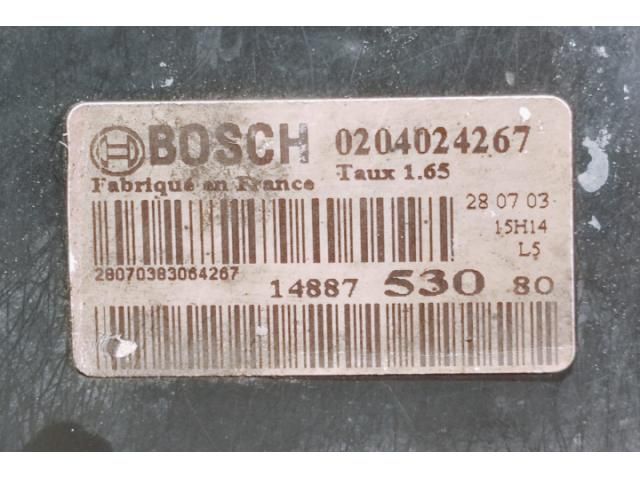 BOSCH 0204024267
Fabriqué en France Taux 1.65
28 07 03
15H14
L5
28070383064267
14887 530 80